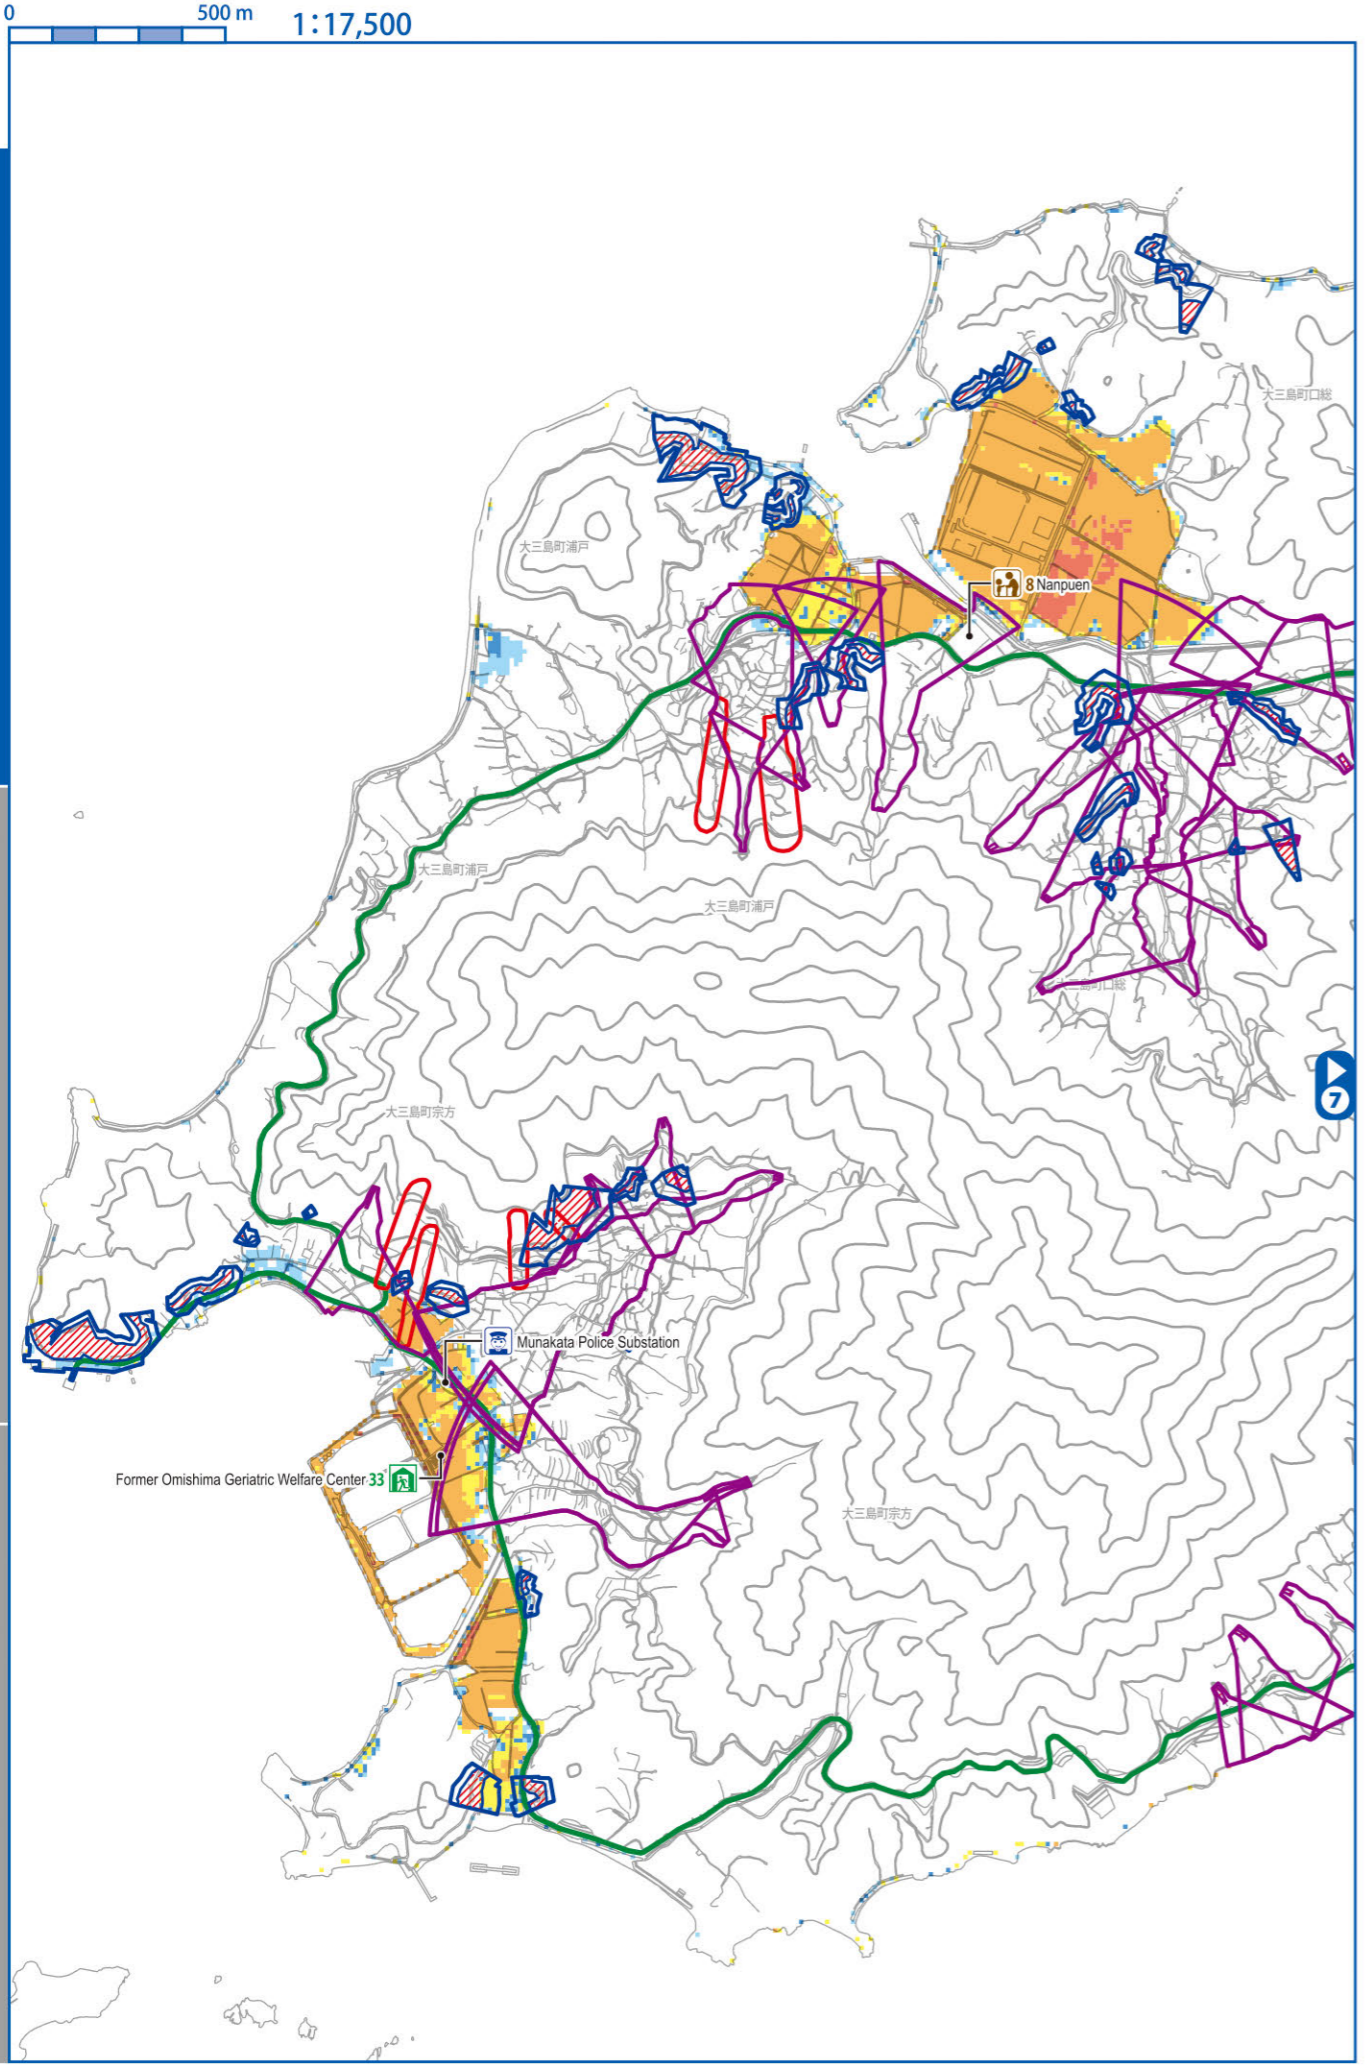 0 500 m 1:17,500
大三島町口総
大三島町浦戸
8 Nanpuen
大三島町浦戸
大三島町浦戸
大三島町口総
7
大三島町宗方
Munakata Police Substation
Former Omishima Geriatric Welfare Center 33
大三島町宗方